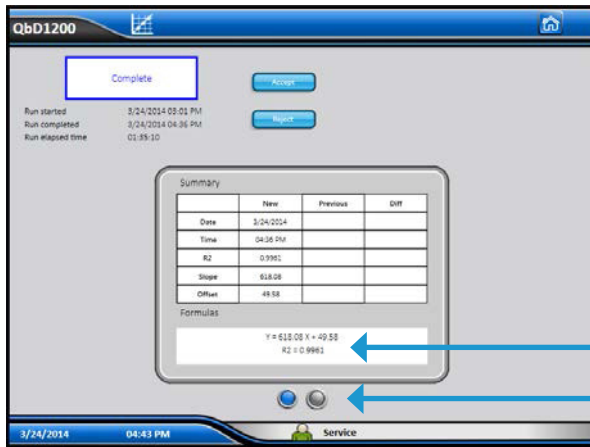 QbD1200
Complete
Accept
Run started 3/24/2014 03:01 PM
Run completed 3/24/2014 04:36 PM
Reject
Run elapsed time 01:35:10
Summary
New Previous Diff
Date 3/24/2014
Time 04:36 PM
R2 0.9961
Slope 618.08
Offset 49.58
Formulas
Y = 618.08 X + 49.58
R2 = 0.9961
3/24/2014 04:43 PM Service